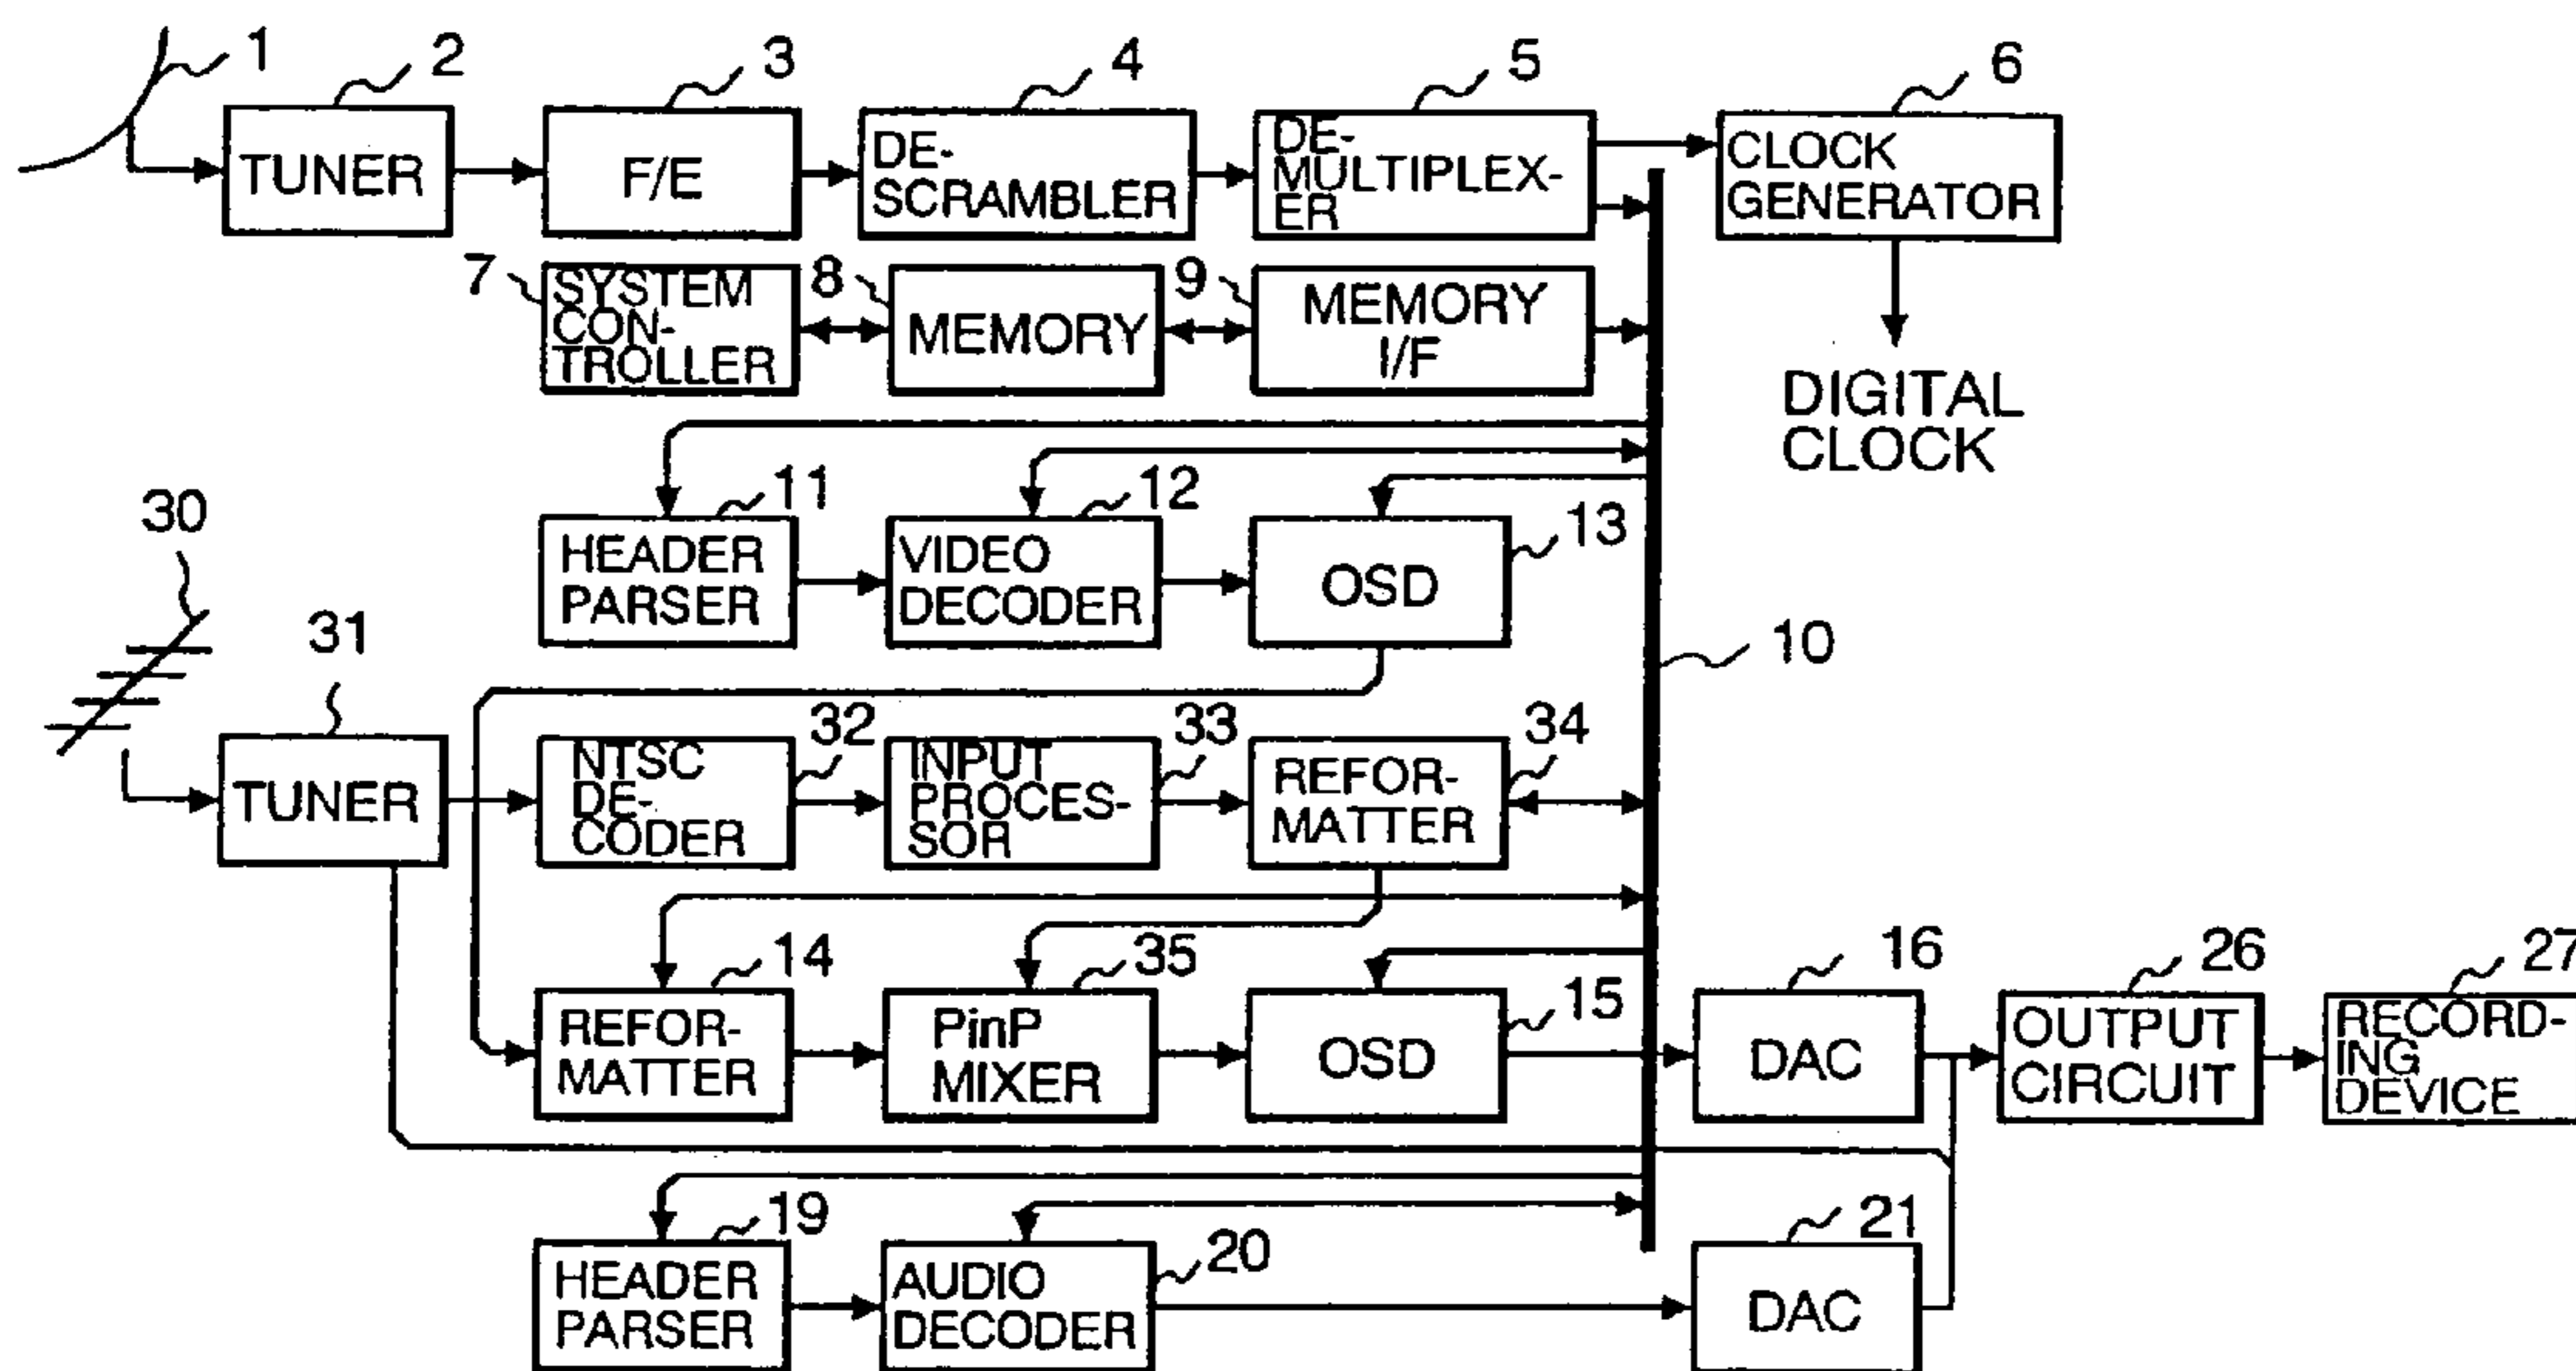 1
2
3
4
5
6
TUNER
F/E
DE-
SCRAMBLER
DE-
MULTIPLEX-
ER
CLOCK
GENERATOR
7
8
9
SYSTEM
CON-
TROLLER
MEMORY
MEMORY
I/F
DIGITAL
CLOCK
11
12
13
HEADER
PARSER
VIDEO
DECODER
OSD
10
30
31
32
33
34
TUNER
NTSC
DE-
CODER
INPUT
PROCES-
SOR
REFOR-
MATTER
14
35
15
16
26
27
REFOR-
MATTER
PinP
MIXER
OSD
DAC
OUTPUT
CIRCUIT
RECORD-
ING
DEVICE
19
20
21
HEADER
PARSER
AUDIO
DECODER
DAC